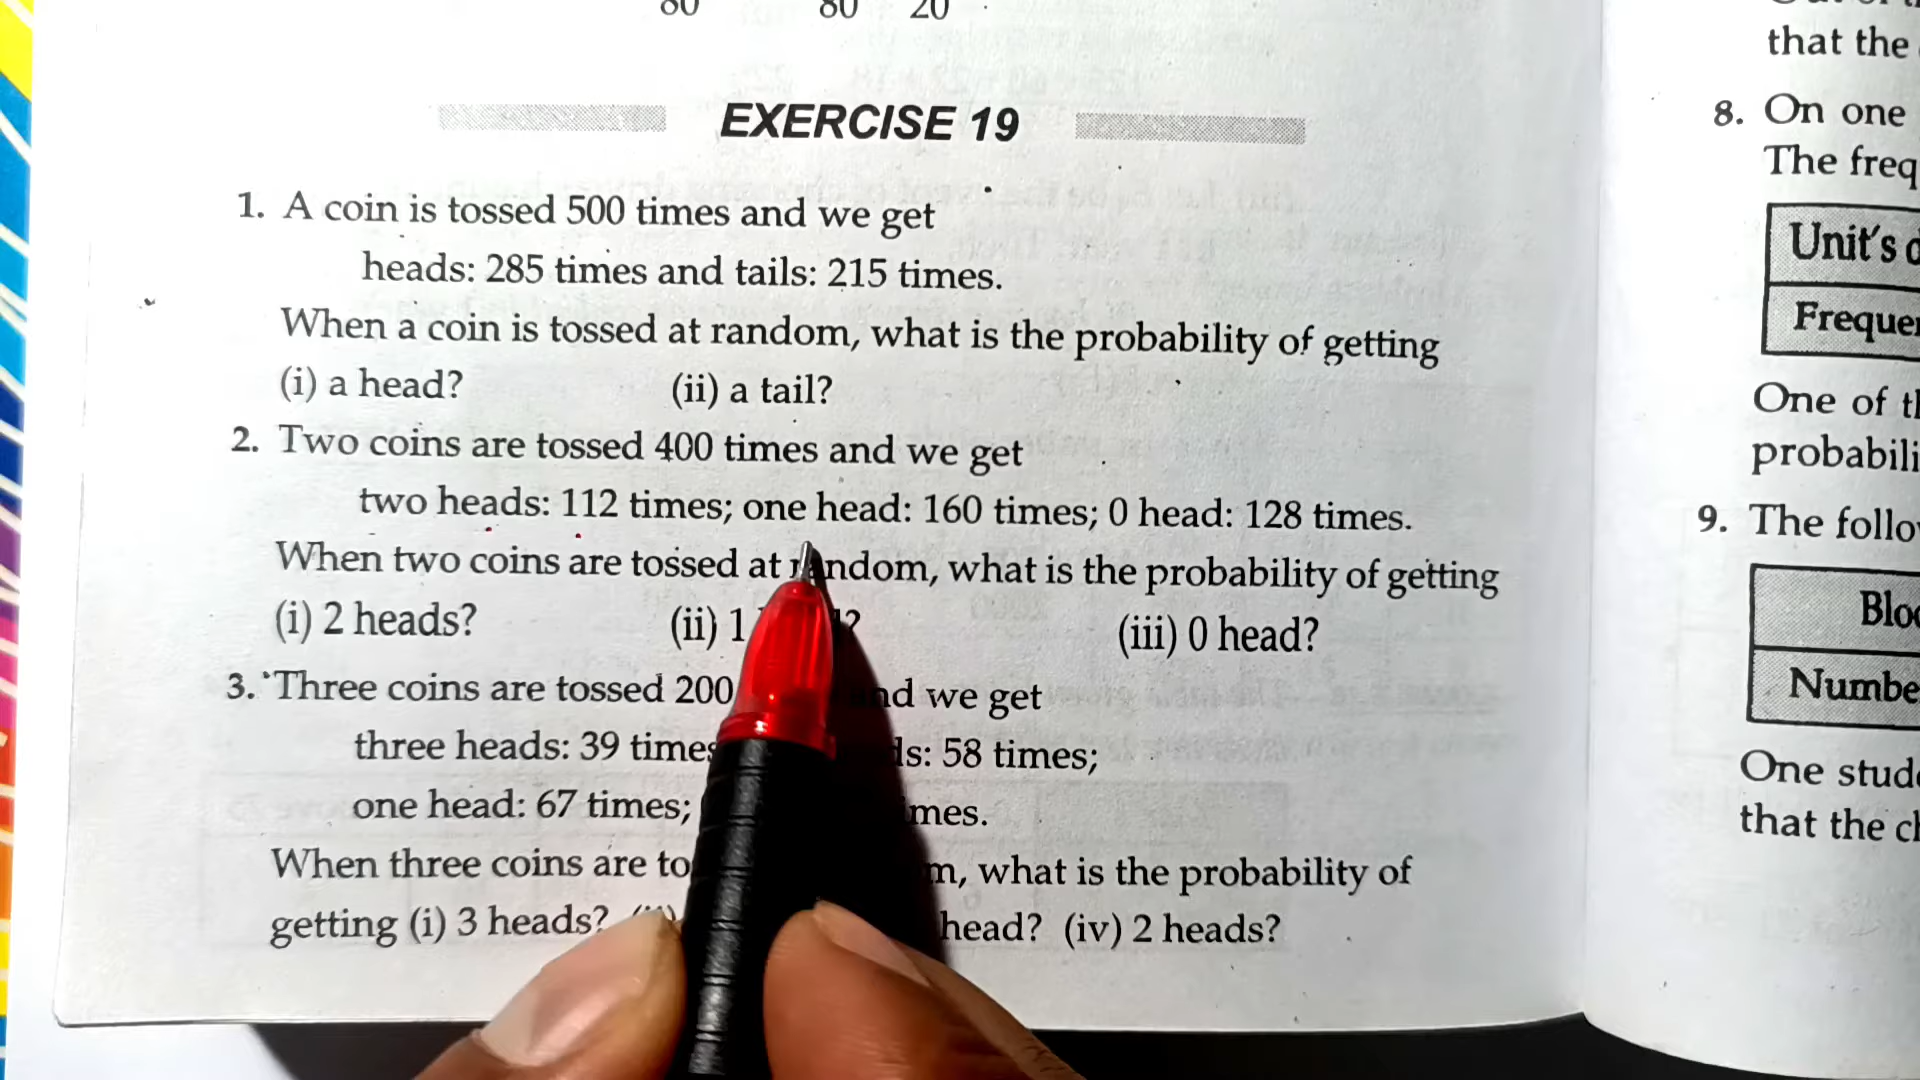 80 80 20
EXERCISE 19
1. A coin is tossed 500 times and we get
heads: 285 times and tails: 215 times.
When a coin is tossed at random, what is the probability of getting
(i) a head? (ii) a tail?
2. Two coins are tossed 400 times and we get
two heads: 112 times; one head: 160 times; 0 head: 128 times.
When two coins are tossed at random, what is the probability of getting
(i) 2 heads? (ii) 1 ? (iii) 0 head?
3. Three coins are tossed 200 and we get
three heads: 39 times 58 times;
one head: 67 times;
When three coins are what is the probability of
getting (i) 3 heads? head? (iv) 2 heads?
that the
8. On one
The freq
Unit's
Frequen
One of
probabili
9. The follo
Bloo
Numbe
One stud
that the